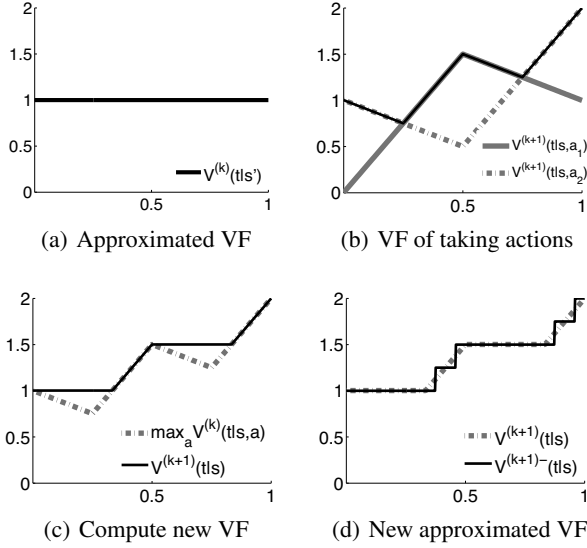 2
1.5
1
0.5
0
0.5
1
V(k)(t|s')
(a) Approximated VF
2
1.5
1
0.5
0
0.5
1
V(k+1)(t|s,a1)
V(k+1)(t|s,a2)
(b) VF of taking actions
2
1.5
1
0.5
0
0.5
1
maxaV(k)(t|s,a)
V(k+1)(t|s)
(c) Compute new VF
2
1.5
1
0.5
0
0.5
1
V(k+1)(t|s)
V(k+1)−(t|s)
(d) New approximated VF